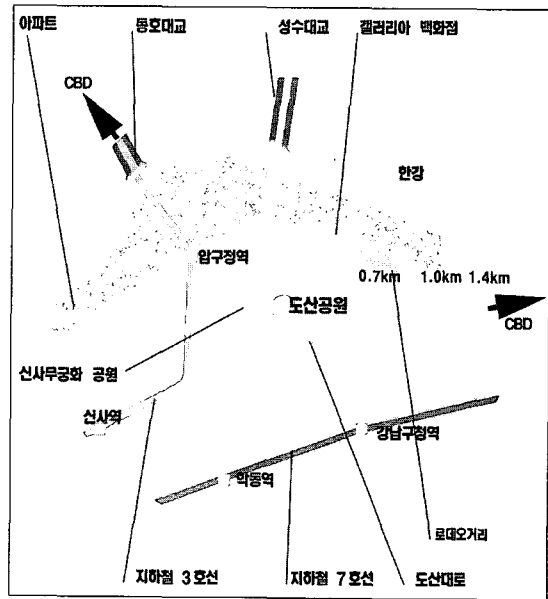 아파트
동호대교
성수대교
갤러리아 백화점
CBD
한강
압구정역
0.7km 1.0km 1.4km
도산공원
CBD
신사무궁화 공원
신사역
강남구청역
학동역
로데오거리
지하철 3호선
지하철 7호선
도산대로